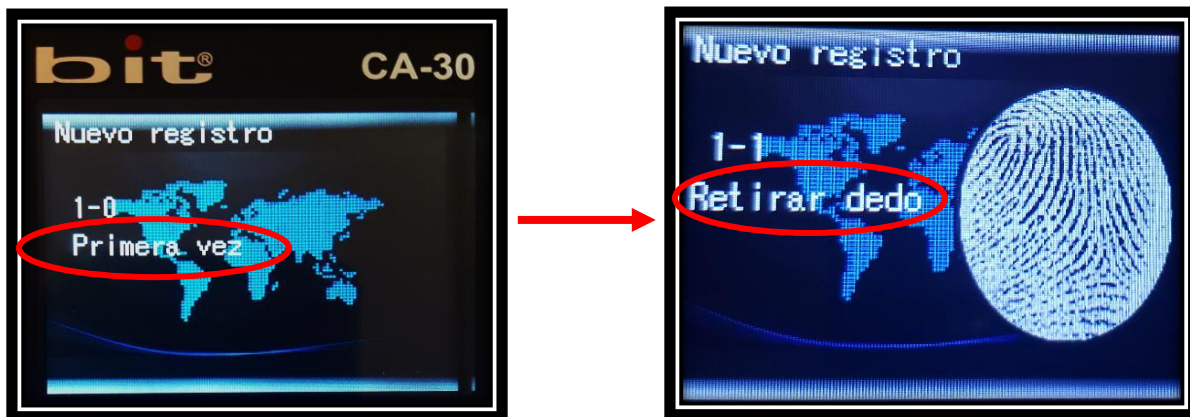 bit®
CA-30
Nuevo registro
1-0
Primera vez
Nuevo registro
1-1
Retirar dedo